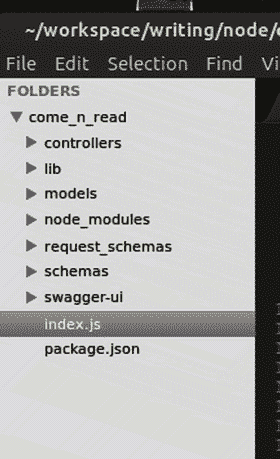 ~/workspace/writing/node/
File Edit Selection Find Vi
FOLDERS
come_n_read
controllers
lib
models
node_modules
request_schemas
schemas
swagger-ui
index.js
package.json